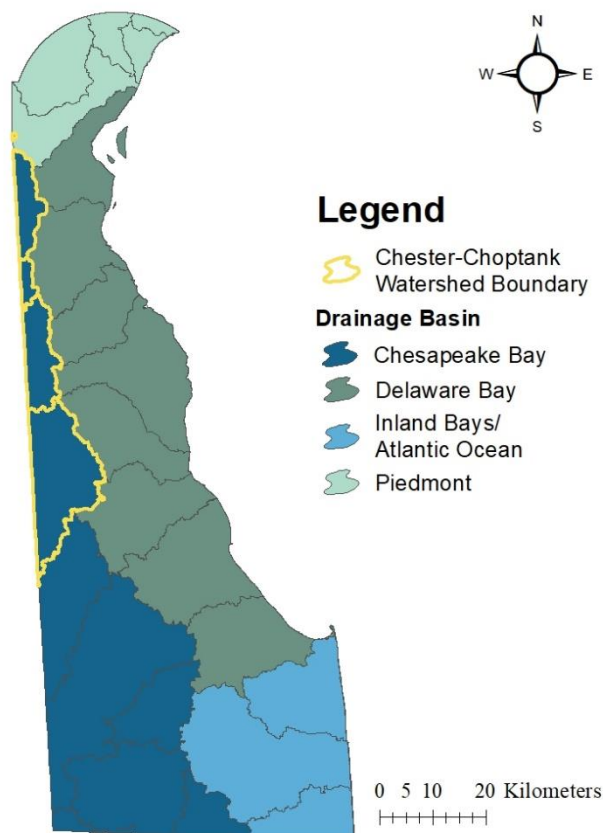 N
W E
S
Legend
Chester-Choptank
Watershed Boundary
Drainage Basin
Chesapeake Bay
Delaware Bay
Inland Bays/
Atlantic Ocean
Piedmont
0 5 10 20 Kilometers